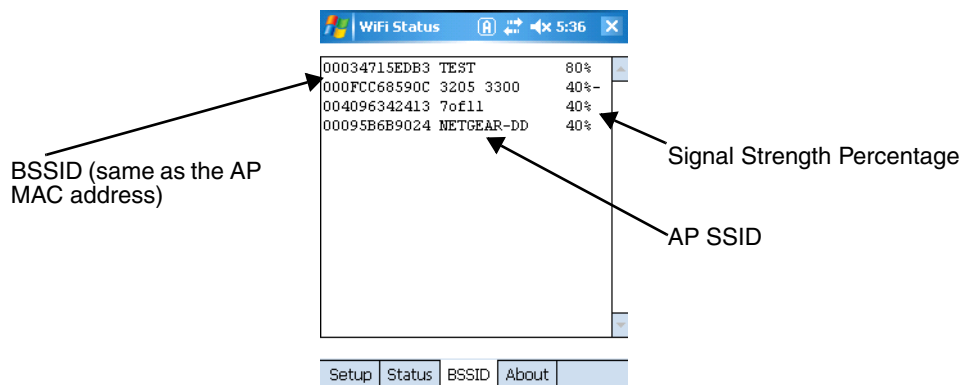 WiFi Status A 5:36
00034715EDB3 TEST 80%
000FCC68590C 3205 3300 40%-
004096342413 7of11 40%
00095B6B9024 NETGEAR-DD 40%
BSSID (same as the AP
MAC address)
Signal Strength Percentage
AP SSID
Setup Status BSSID About